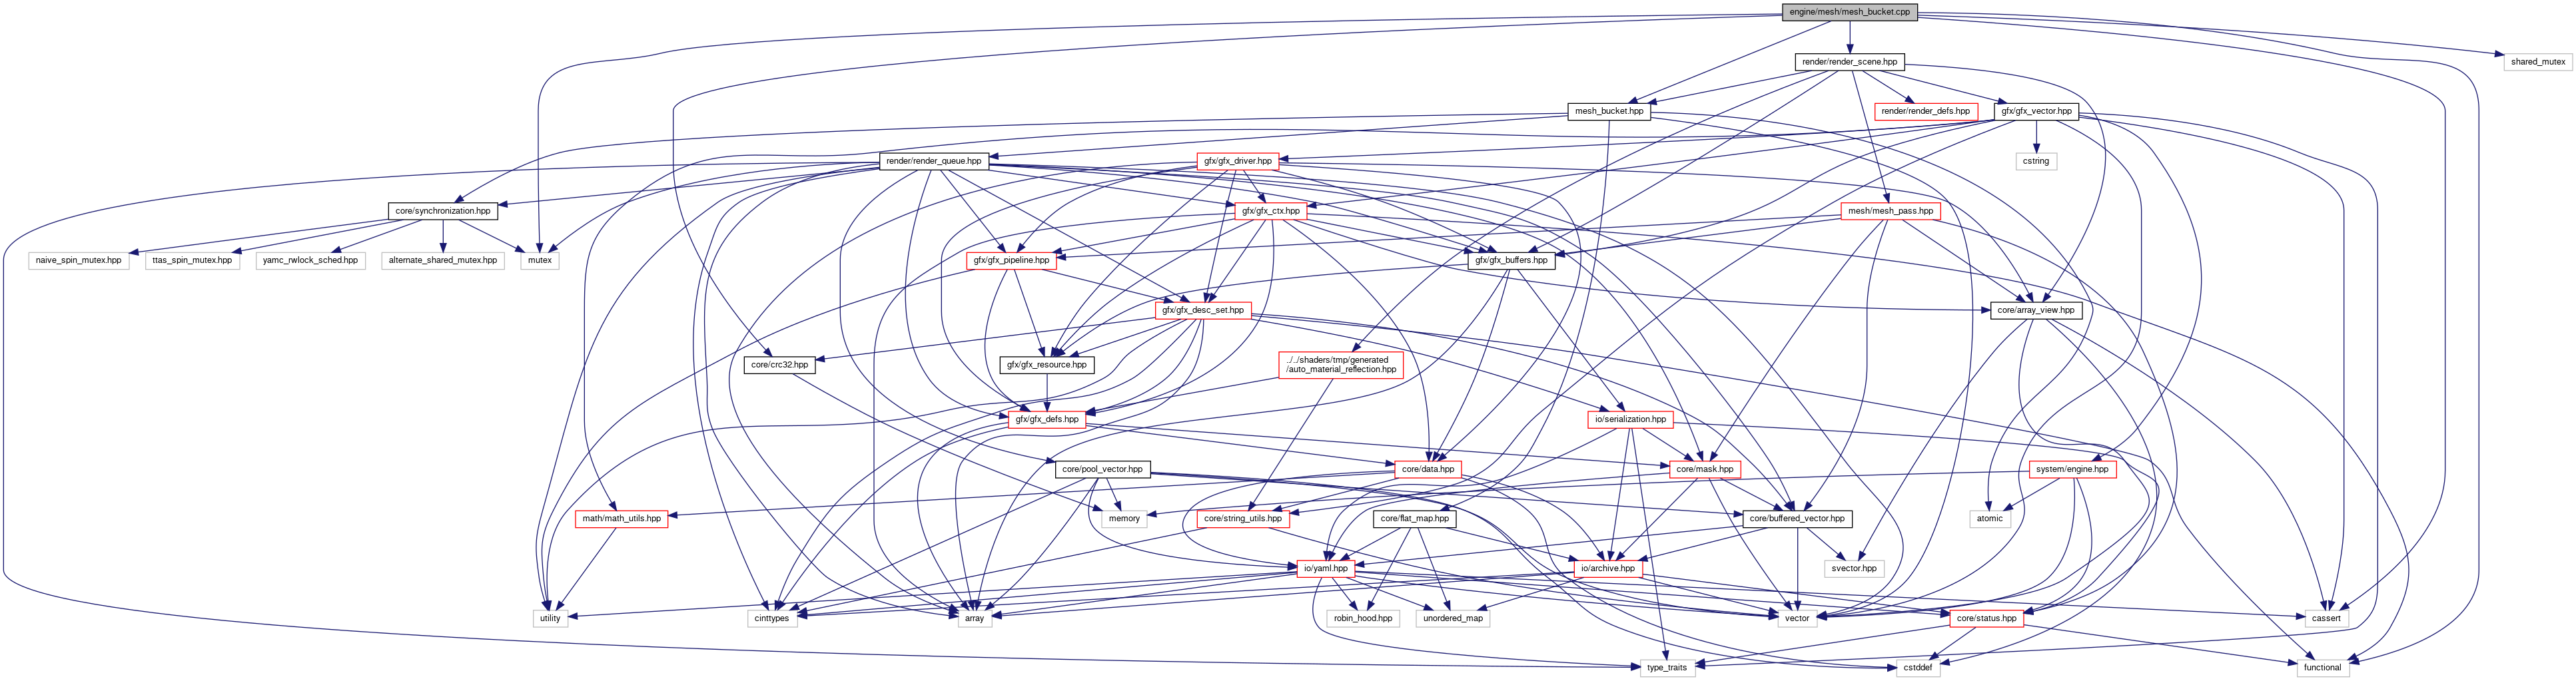 engine/mesh/mesh_bucket.cpp
render/render_scene.hpp
shared_mutex
mesh_bucket.hpp
render/render_defs.hpp
gfx/gfx_vector.hpp
render/render_queue.hpp
gfx/gfx_driver.hpp
cstring
core/synchronization.hpp
gfx/gfx_ctx.hpp
mesh/mesh_pass.hpp
naive_spin_mutex.hpp
ttas_spin_mutex.hpp
yamc_rwlock_sched.hpp
alternate_shared_mutex.hpp
mutex
gfx/gfx_pipeline.hpp
gfx/gfx_buffers.hpp
gfx/gfx_desc_set.hpp
core/array_view.hpp
core/crc32.hpp
gfx/gfx_resource.hpp
../../shaders/tmp/generated
/auto_material_reflection.hpp
gfx/gfx_defs.hpp
io/serialization.hpp
core/pool_vector.hpp
core/data.hpp
core/mask.hpp
system/engine.hpp
math/math_utils.hpp
memory
core/string_utils.hpp
core/flat_map.hpp
core/buffered_vector.hpp
atomic
io/yaml.hpp
io/archive.hpp
svector.hpp
utility
cinttypes
array
robin_hood.hpp
unordered_map
vector
core/status.hpp
cassert
type_traits
cstddef
functional